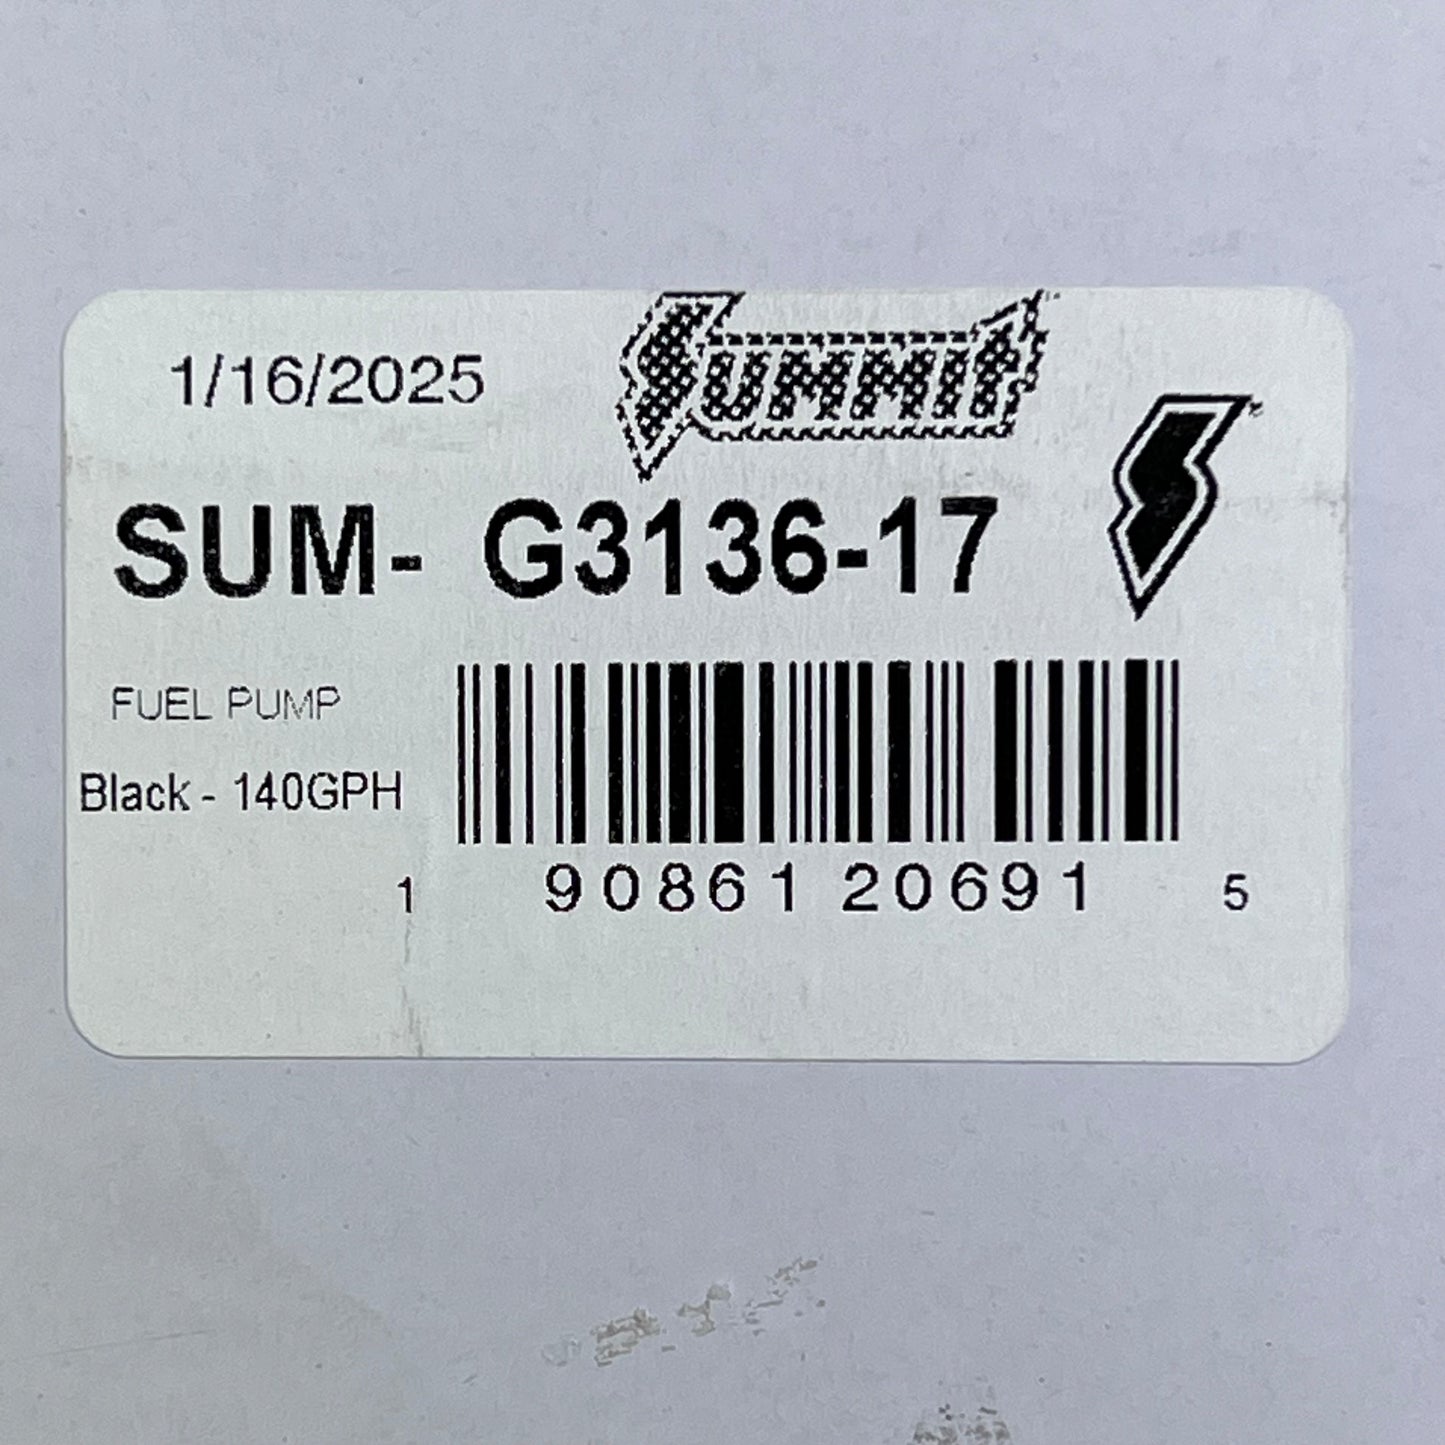 1/16/2025
SUMMIT
SUM- G3136-17
FUEL PUMP
Black - 140GPH
1 90861 20691 5